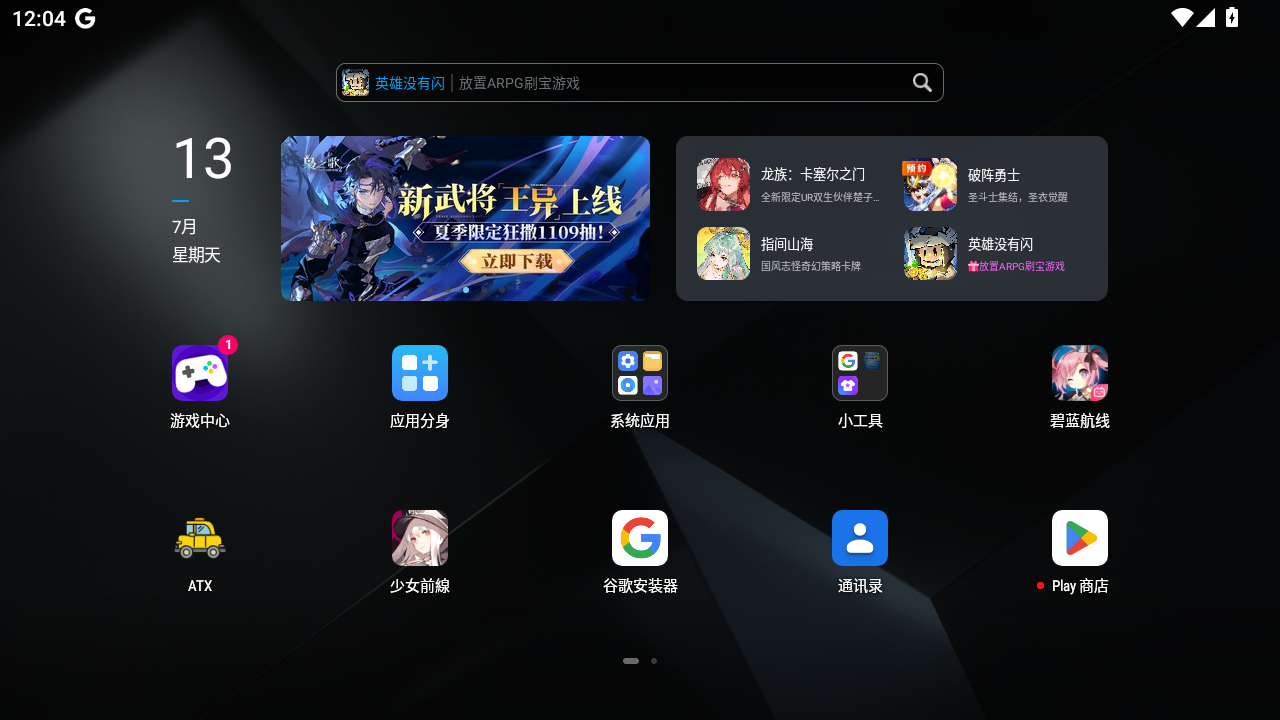 12:04
英雄没有闪 | 放置ARPG刷宝游戏
13
7月
星期天
新武将「王异」上线
夏季限定狂撒1109抽!
立即下载
龙族：卡塞尔之门
全新限定UR双生伙伴楚子...
预约
破阵勇士
圣斗士集结，圣衣觉醒
指间山海
国风志怪奇幻策略卡牌
英雄没有闪
放置ARPG刷宝游戏
1
游戏中心
应用分身
系统应用
小工具
碧蓝航线
ATX
少女前線
谷歌安装器
通讯录
Play 商店